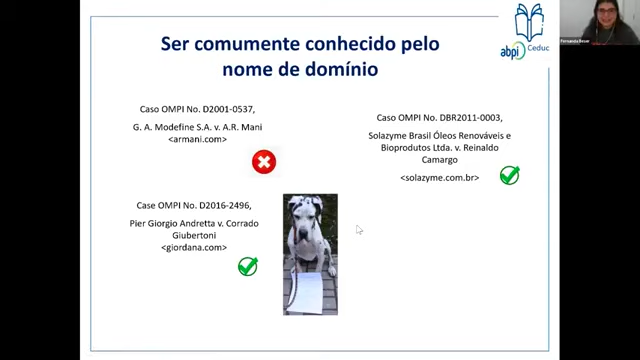 Ser comumente conhecido pelo
nome de domínio
abpi
Ceduc
Caso OMPI No. D2001-0537,
G. A. Modefine S.A. v. A.R. Mani
<armani.com>
Case OMPI No. D2016-2496,
Pier Giorgio Andretta v. Corrado
Giubertoni
<giordana.com>
Caso OMPI No. DBR2011-0003,
Solazyme Brasil Óleos Renováveis e
Bioprodutos Ltda. v. Reinaldo
Camargo
<solazyme.com.br>